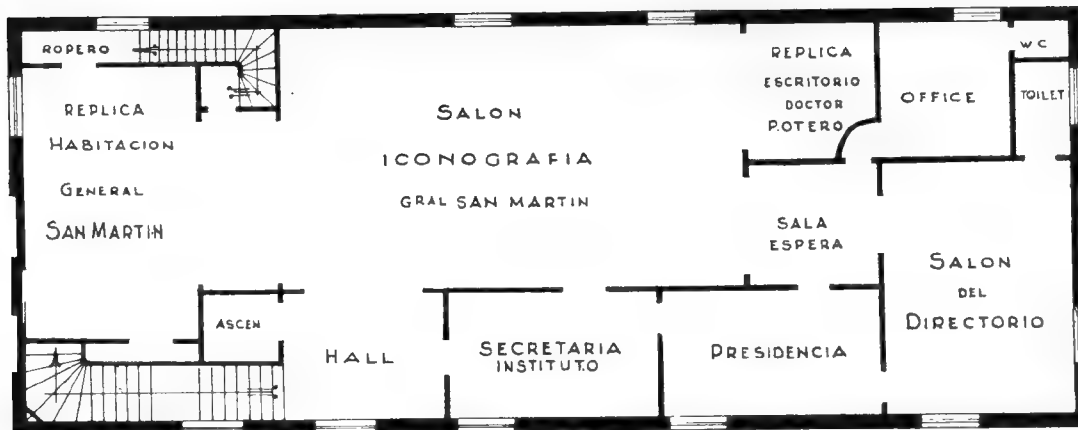 ROPERO
REPLICA
HABITACION
GENERAL
SAN MARTIN
ASCEN
HALL
SALON
ICONOGRAFIA
GRAL SAN MARTIN
SECRETARIA
INSTITUTO
REPLICA
ESCRITORIO
DOCTOR
P.OTERO
OFFICE
WC
TOILET
SALA
ESPERA
PRESIDENCIA
SALON
DEL
DIRECTORIO